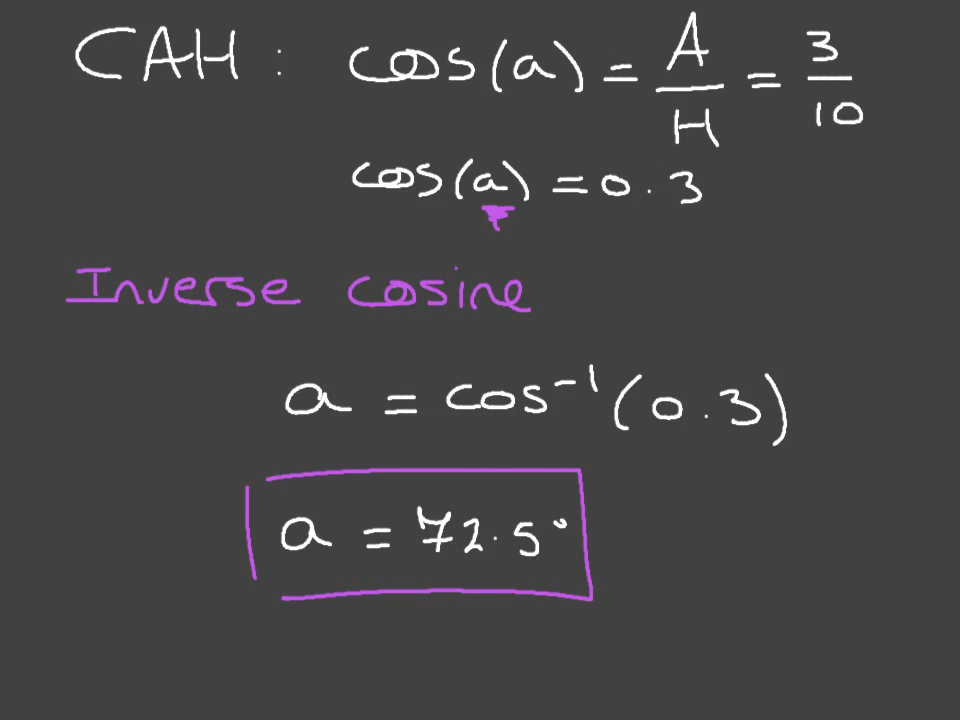 CAH : cos(a) = A/H = 3/10
cos(a) = 0.3
Inverse cosine
a = cos⁻¹(0.3)
a = 72.5°